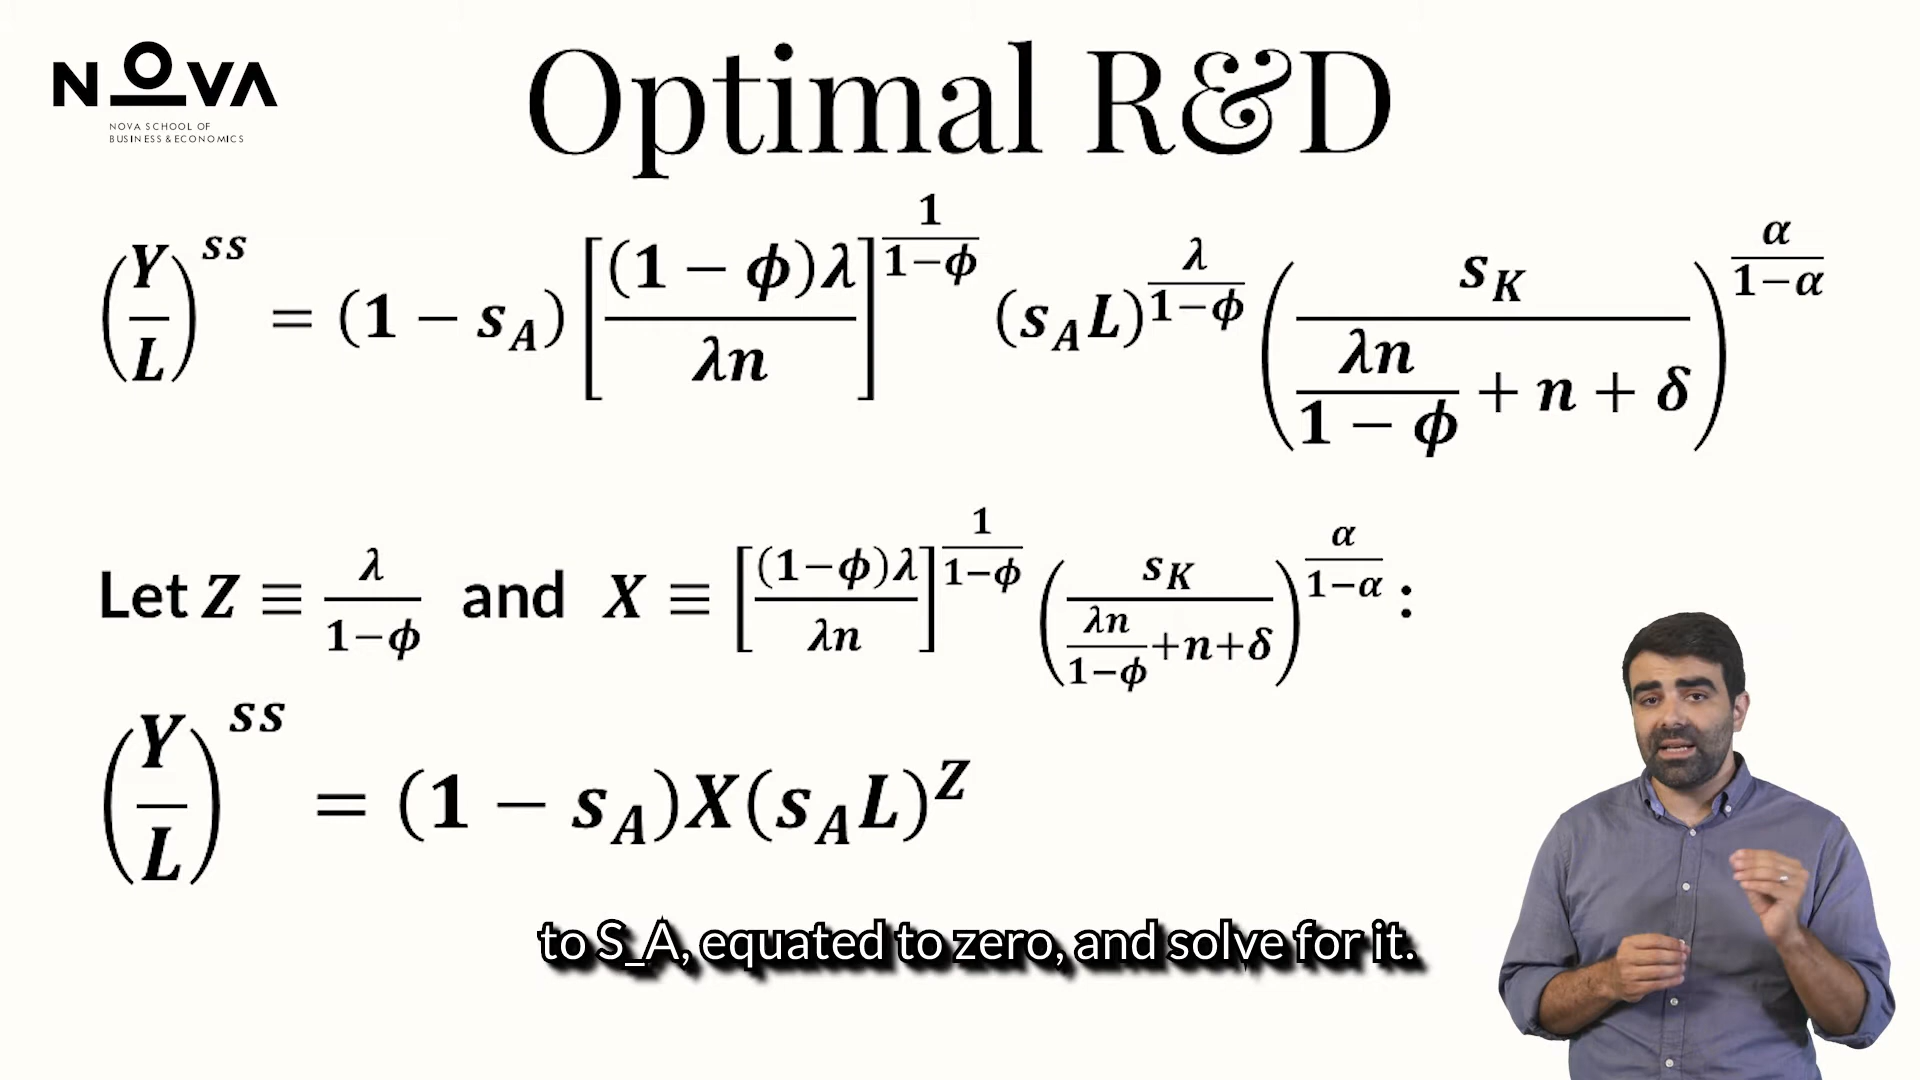 NOVA
NOVA SCHOOL OF
BUSINESS & ECONOMICS
Optimal R&D
(Y/L)^ss = (1 − s_A) [(1 − ϕ)λ / λn]^(1/(1−ϕ)) (s_A L)^(λ/(1−ϕ)) (s_K / (λn/(1 − ϕ) + n + δ))^(α/(1−α))
Let Z ≡ λ/(1−ϕ) and X ≡ [(1−ϕ)λ / λn]^(1/(1−ϕ)) (s_K / (λn/(1−ϕ) +n+δ))^(α/(1−α)) :
(Y/L)^ss = (1 − s_A)X(s_A L)^Z
to S_A, equated to zero, and solve for it.